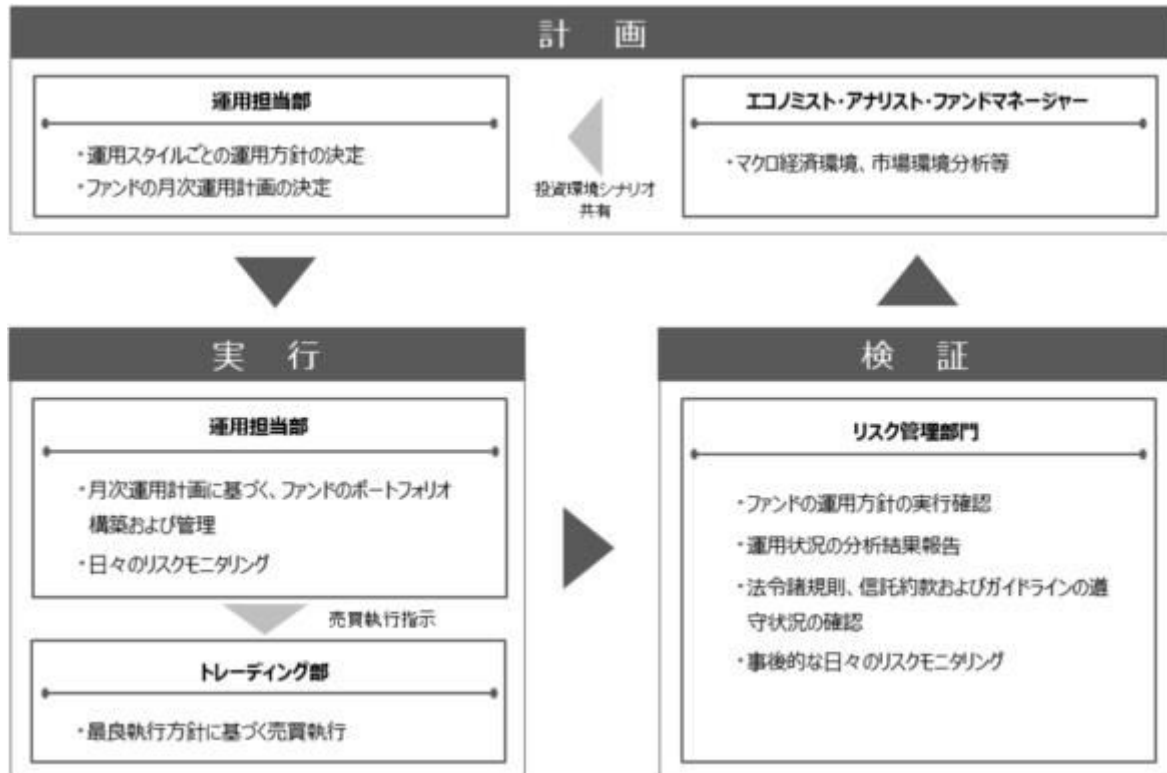 計 画
運用担当部
・運用スタイルごとの運用方針の決定
・ファンドの月次運用計画の決定
投資環境シナリオ
共有
エコノミスト・アナリスト・ファンドマネージャー
・マクロ経済環境、市場環境分析等
実 行
運用担当部
・月次運用計画に基づく、ファンドのポートフォリオ
構築および管理
・日々のリスクモニタリング
売買執行指示
トレーディング部
・最良執行方針に基づく売買執行
検 証
リスク管理部門
・ファンドの運用方針の実行確認
・運用状況の分析結果報告
・法令諸規則、信託約款およびガイドラインの遵
守状況の確認
・事後的な日々のリスクモニタリング